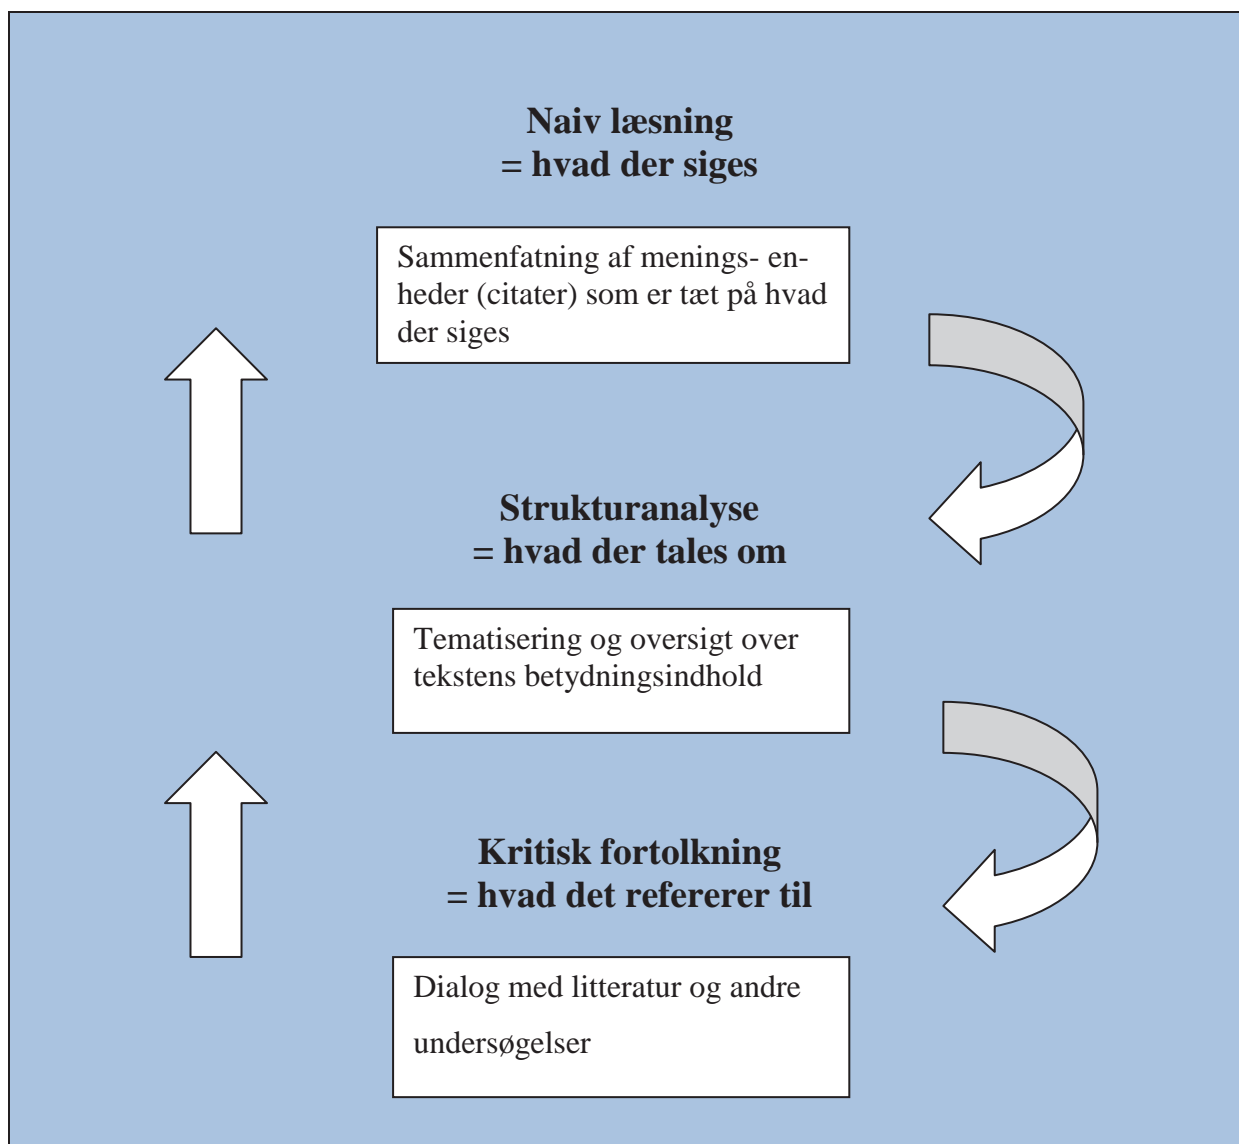 Naiv læsning
= hvad der siges
Sammenfatning af menings- en-
heder (citater) som er tæt på hvad
der siges
Strukturanalyse
= hvad der tales om
Tematisering og oversigt over
tekstens betydningsindhold
Kritisk fortolkning
= hvad det refererer til
Dialog med litteratur og andre
undersøgelser